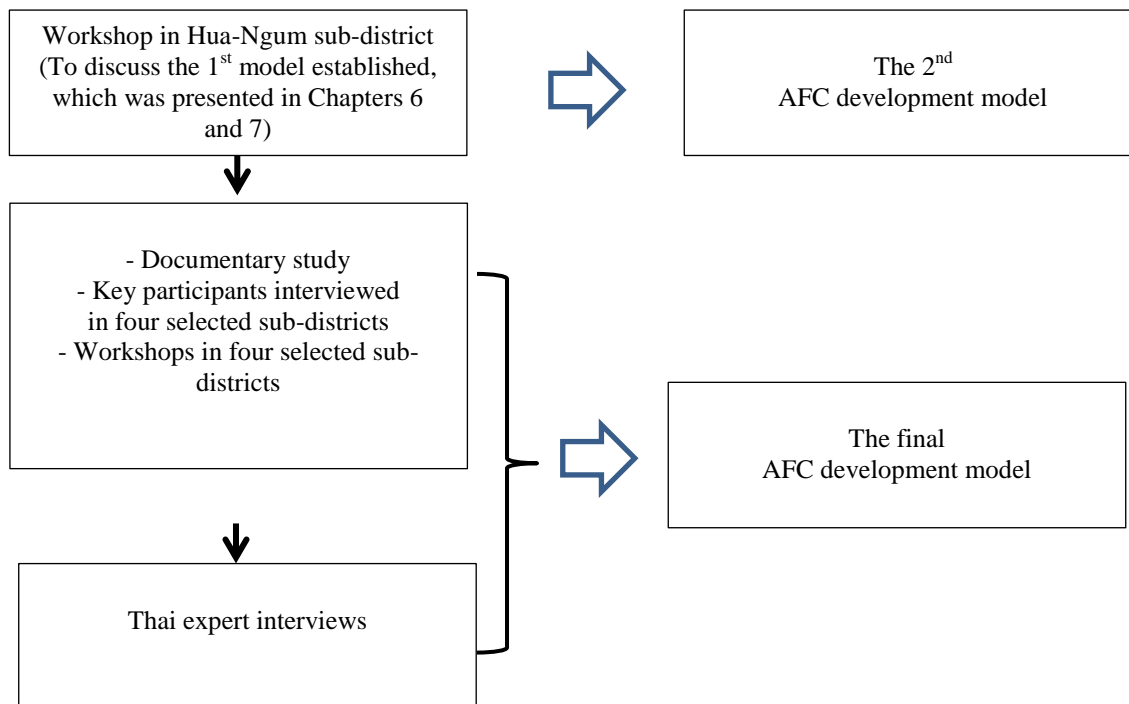 Workshop in Hua-Ngum sub-district
(To discuss the 1st model established,
which was presented in Chapters 6
and 7)
The 2nd
AFC development model
- Documentary study
- Key participants interviewed
in four selected sub-districts
- Workshops in four selected sub-
districts
The final
AFC development model
Thai expert interviews